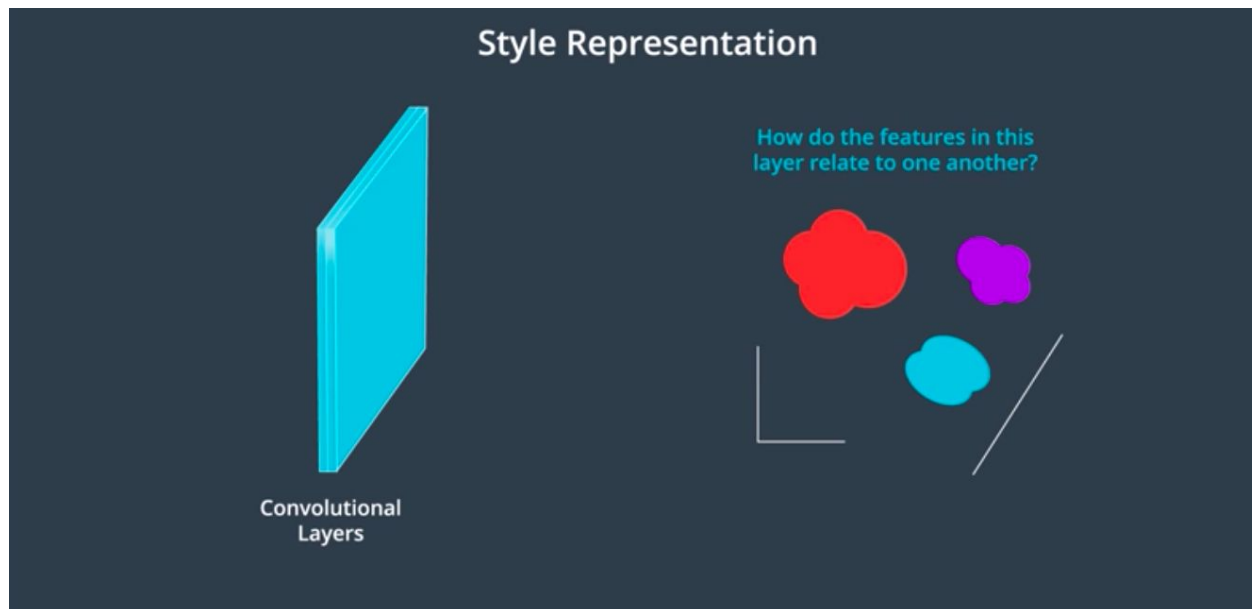 Style Representation
How do the features in this
layer relate to one another?
Convolutional
Layers